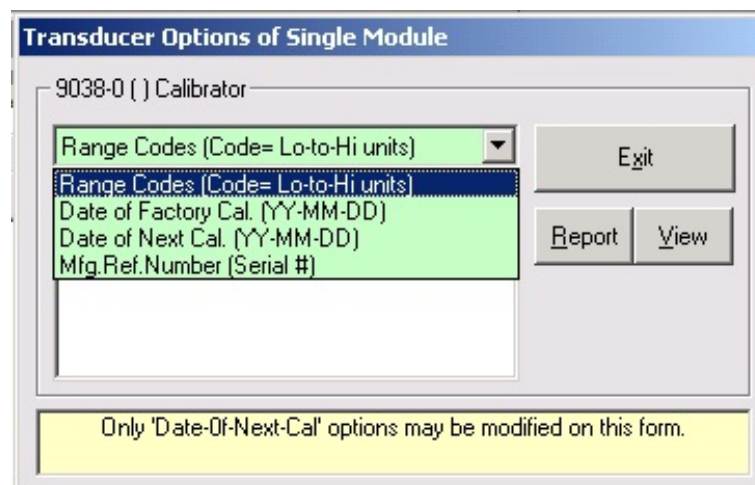 Transducer Options of Single Module
9038-0 ( ) Calibrator
Range Codes (Code= Lo-to-Hi units)
Exit
Range Codes (Code= Lo-to-Hi units)
Date of Factory Cal. (YY-MM-DD)
Date of Next Cal. (YY-MM-DD)
Mfg.Ref.Number (Serial #)
Report
View
Only 'Date-Of-Next-Cal' options may be modified on this form.